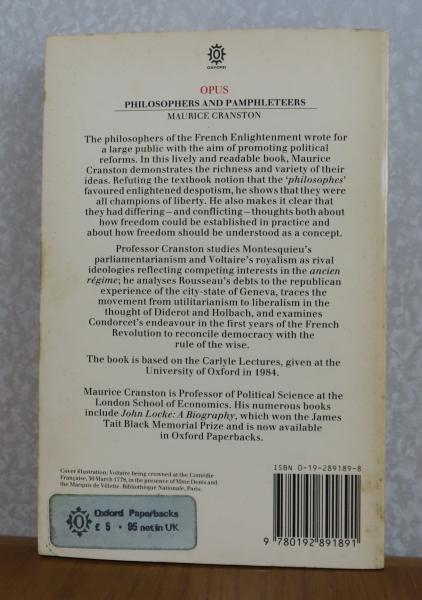 OXFORD
OPUS
PHILOSOPHERS AND PAMPHLETEERS
MAURICE CRANSTON
The philosophers of the French Enlightenment wrote for
a large public with the aim of promoting political
reforms. In this lively and readable book, Maurice
Cranston demonstrates the richness and variety of their
ideas. Refuting the textbook notion that the ‘philosophes’
favoured enlightened despotism, he shows that they were
all champions of liberty. He also makes it clear that
they had differing – and conflicting – thoughts both about
how freedom could be established in practice and
about how freedom should be understood as a concept.
Professor Cranston studies Montesquieu's
parliamentarianism and Voltaire's royalism as rival
ideologies reflecting competing interests in the ancien
régime; he analyses Rousseau's debts to the republican
experience of the city-state of Geneva, traces the
movement from utilitarianism to liberalism in the
thought of Diderot and Holbach, and examines
Condorcet's endeavour in the first years of the French
Revolution to reconcile democracy with the
rule of the wise.
The book is based on the Carlyle Lectures, given at the
University of Oxford in 1984.
Maurice Cranston is Professor of Political Science at the
London School of Economics. His numerous books
include John Locke: A Biography, which won the James
Tait Black Memorial Prize and is now available
in Oxford Paperbacks.
Cover illustration: Voltaire being crowned at the Comédie
Française, 30 March 1778, in the presence of Mme Denis and
the Marquis de Villette. Bibliothèque Nationale, Paris.
ISBN 0-19-289189-8
Oxford Paperbacks
£ 5 · 95 net in UK
9 780192 891891